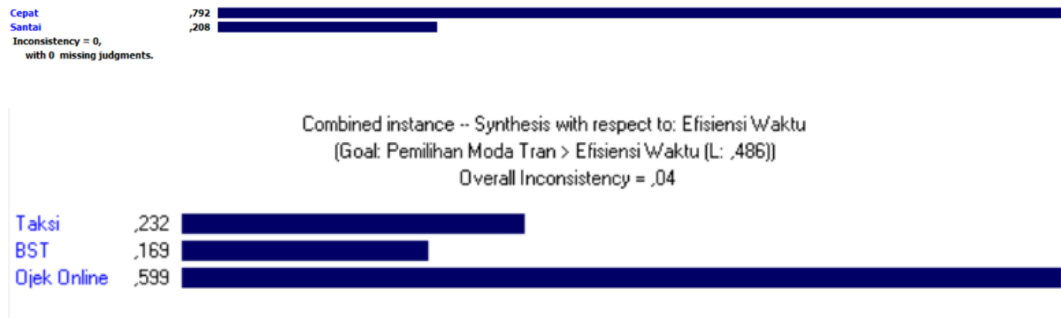 Cepat ,792
Santai ,208
Inconsistency = 0,
with 0 missing judgments.
Combined instance -- Synthesis with respect to: Efisiensi Waktu
(Goal: Pemilihan Moda Tran > Efisiensi Waktu (L: ,486))
Overall Inconsistency = ,04
Taksi ,232
BST ,169
Ojek Online ,599